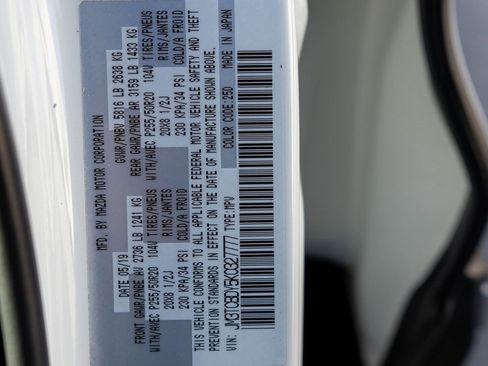 MFD. BY MAZDA MOTOR CORPORATION
DATE: 05/19 GVWR/PNBV 5816 LB 2638 KG
FRONT GAWR/PNBE AV 2736 LB 1241 KG REAR GAWR/PNBE AR 3159 LB 1433 KG
WITH/AVEC P255/50R20 104V TIRES/PNEUS WITH/AVEC P255/50R20 104V TIRES/PNEUS
20X8 1/2J RIMS/JANTES 20X8 1/2J RIMS/JANTES
230 KPA/34 PSI COLD/A FROID 230 KPA/34 PSI COLD/A FROID
THIS VEHICLE CONFORMS TO ALL APPLICABLE FEDERAL MOTOR VEHICLE SAFETY AND THEFT
PREVENTION STANDARDS IN EFFECT ON THE DATE OF MANUFACTURE SHOWN ABOVE.
VIN: TYPE: MPV COLOR CODE: 25D MADE IN JAPAN